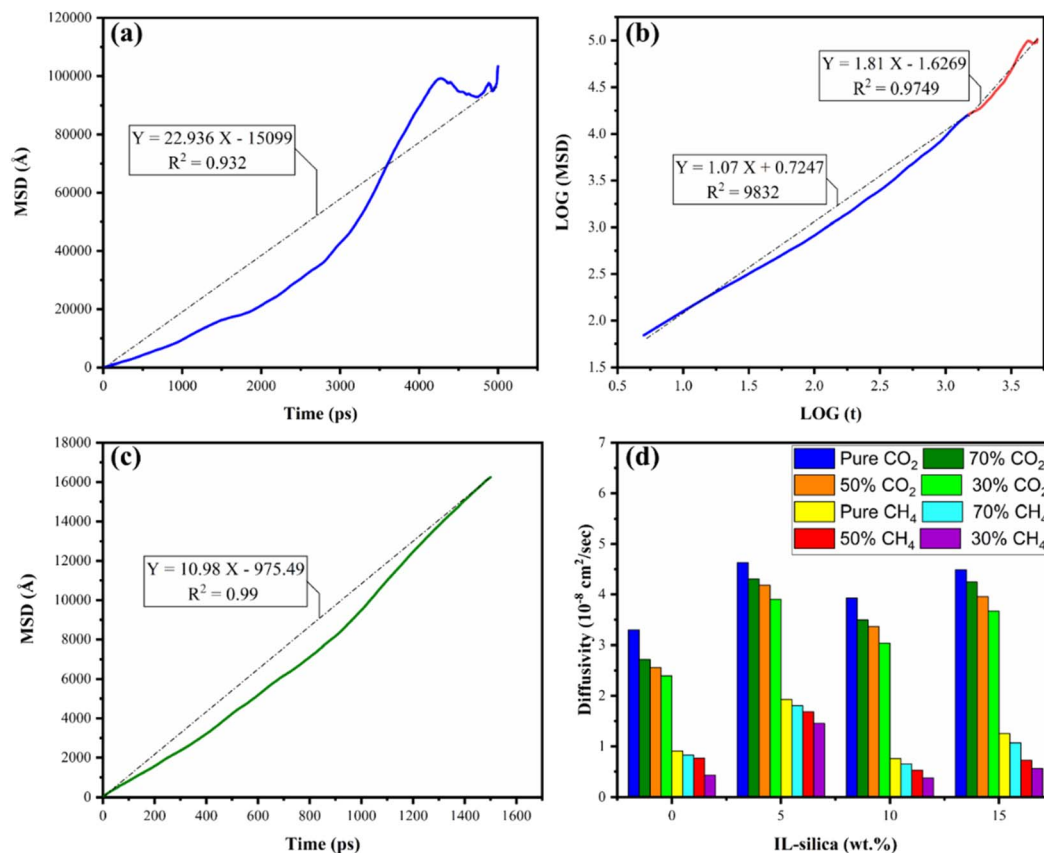 (a)
120000
100000
80000
60000
40000
20000
0
MSD (Å)
Y = 22.936 X - 15099
R² = 0.932
0 1000 2000 3000 4000 5000
Time (ps)
(b)
5.0
4.5
4.0
3.5
3.0
2.5
2.0
1.5
LOG (MSD)
Y = 1.81 X - 1.6269
R² = 0.9749
Y = 1.07 X + 0.7247
R² = 9832
0.5 1.0 1.5 2.0 2.5 3.0 3.5
LOG (t)
(c)
18000
16000
14000
12000
10000
8000
6000
4000
2000
0
MSD (Å)
Y = 10.98 X - 975.49
R² = 0.99
0 200 400 600 800 1000 1200 1400 1600
Time (ps)
(d)
7
6
5
4
3
2
1
0
Diffusivity (10⁻⁸ cm²/sec)
Pure CO₂ 70% CO₂
50% CO₂ 30% CO₂
Pure CH₄ 70% CH₄
50% CH₄ 30% CH₄
0 5 10 15
IL-silica (wt.%)